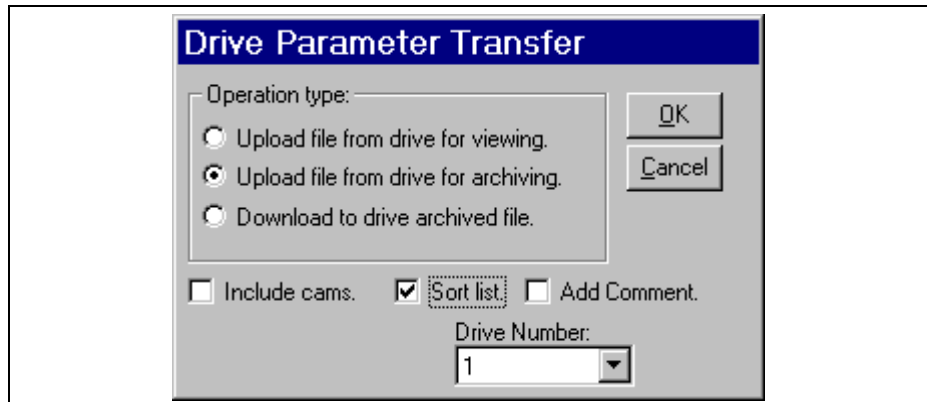 Drive Parameter Transfer
Operation type:
Upload file from drive for viewing.
Upload file from drive for archiving.
Download to drive archived file.
OK
Cancel
Include cams.
Sort list.
Add Comment.
Drive Number:
1